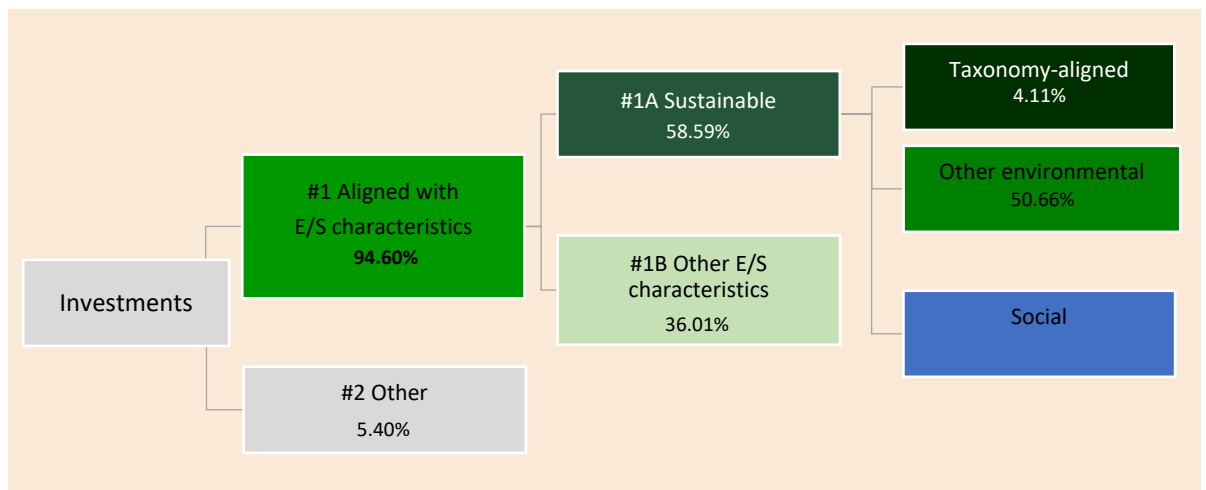 Investments
#1 Aligned with
E/S characteristics
94.60%
#2 Other
5.40%
#1A Sustainable
58.59%
#1B Other E/S
characteristics
36.01%
Taxonomy-aligned
4.11%
Other environmental
50.66%
Social